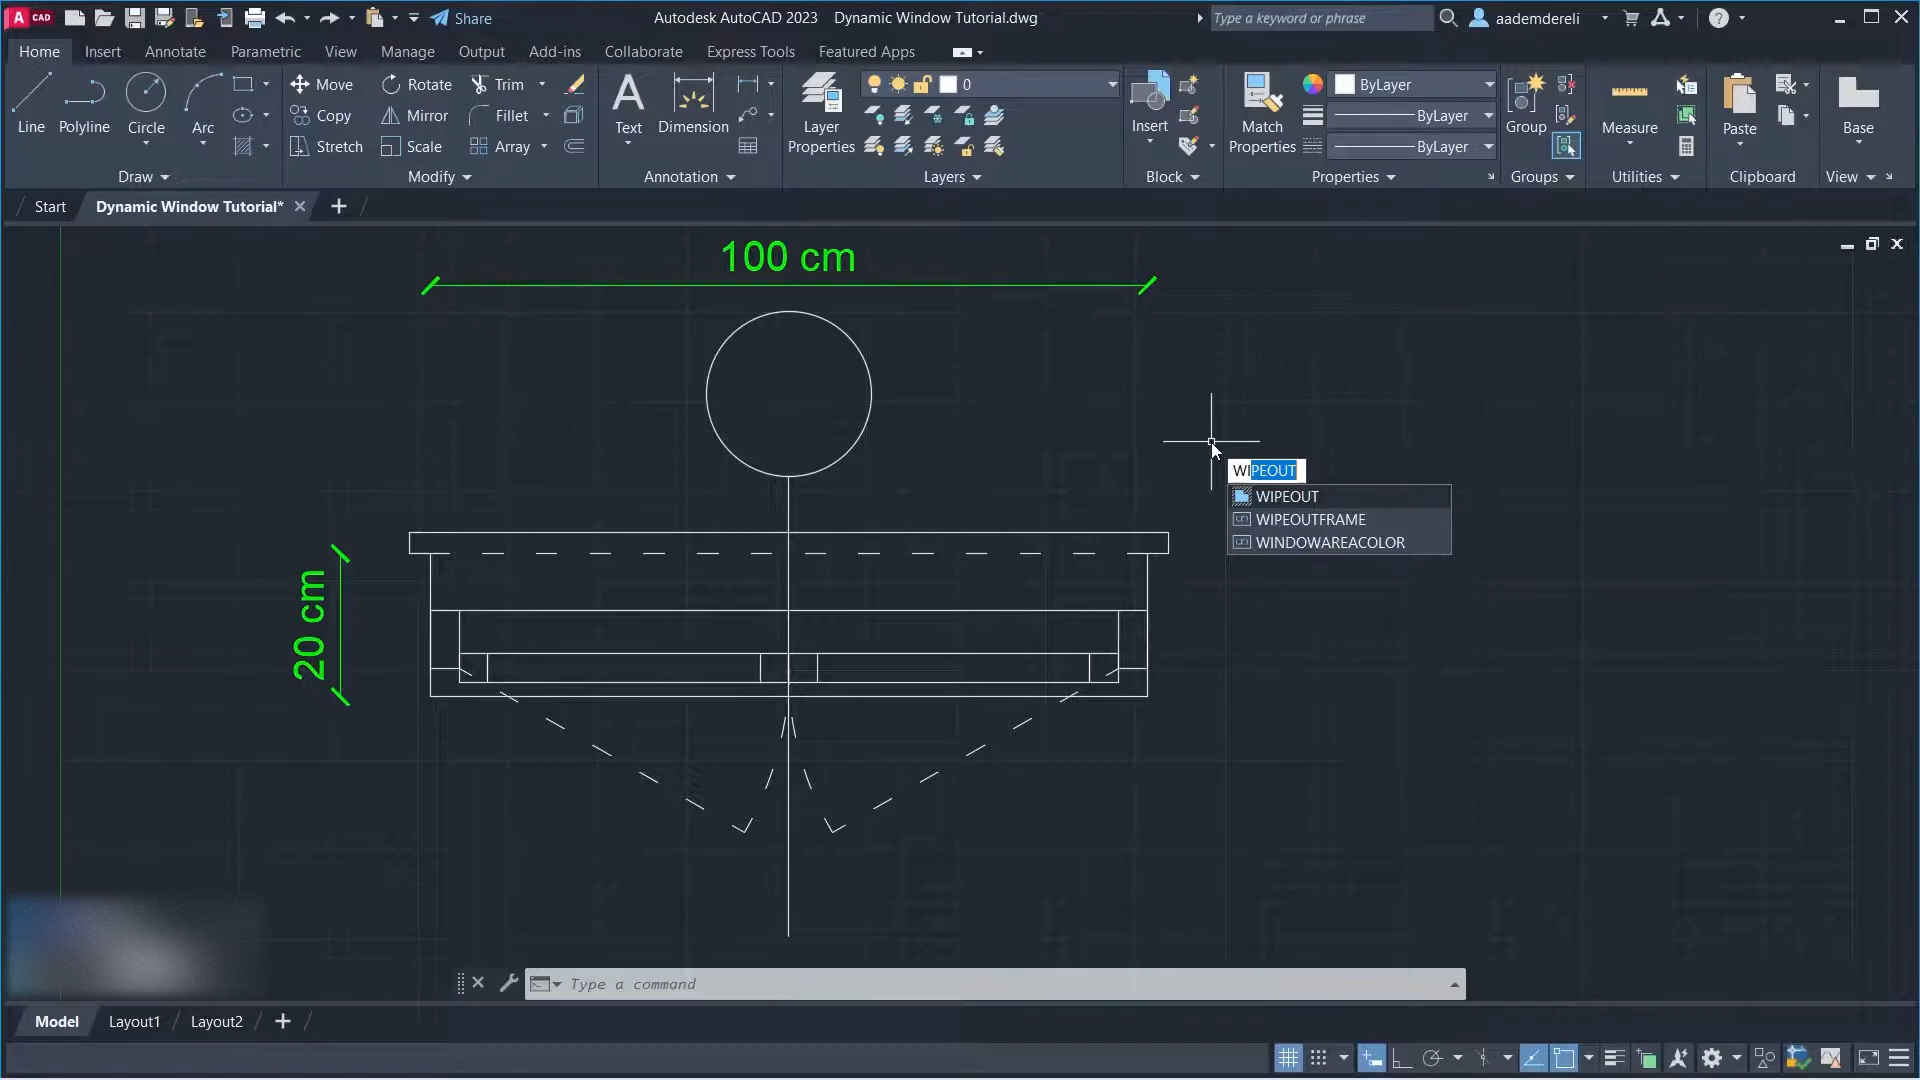 A CAD Share Autodesk AutoCAD 2023 Dynamic Window Tutorial.dwg Type a keyword or phrase aademdereli ?
Home Insert Annotate Parametric View Manage Output Add-ins Collaborate Express Tools Featured Apps
Line Polyline Circle Arc
Draw
Move Rotate Trim
Copy Mirror Fillet
Stretch Scale Array
Modify
A
Text Dimension
Annotation
Layer Properties
0
Layers
Insert
Block
Match Properties
ByLayer
ByLayer
ByLayer
Properties
Group
Groups
Measure
Utilities
Paste
Clipboard
Base
View
Start Dynamic Window Tutorial*
100 cm
WIPEOUT
WIPEOUT
WIPEOUTFRAME
WINDOWAREACOLOR
20 cm
Type a command
Model Layout1 Layout2